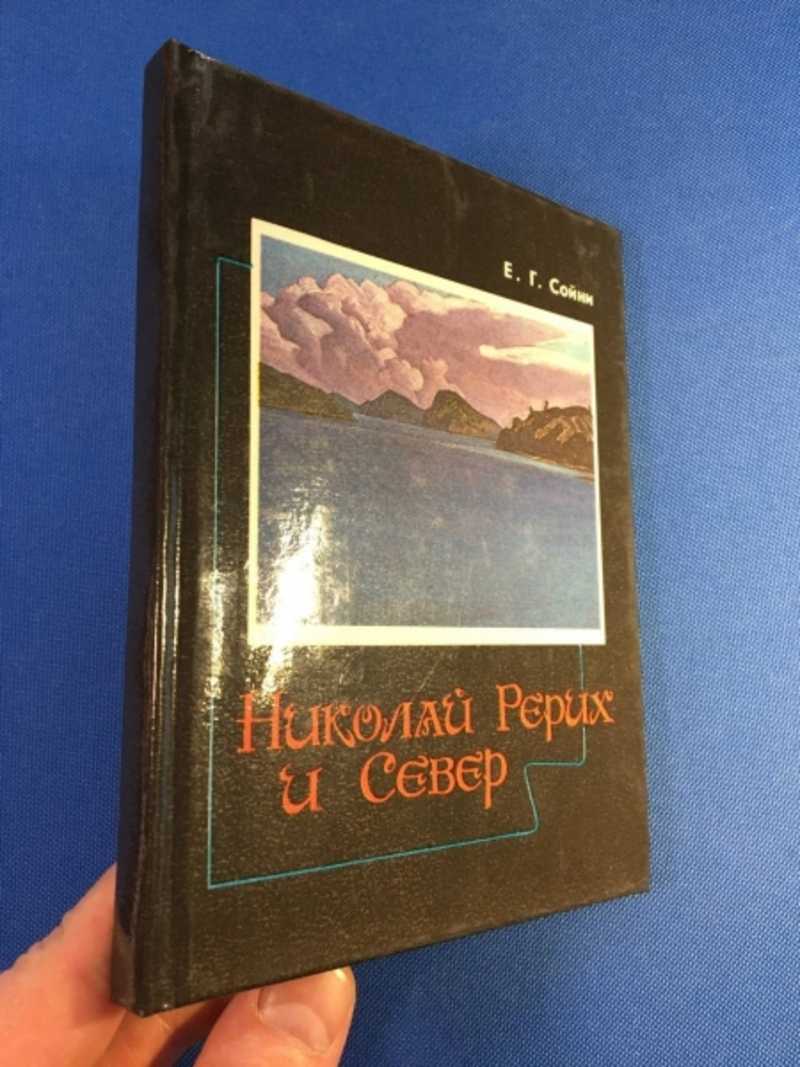 Е. Г. Сойни
Николай Рерих
и Север